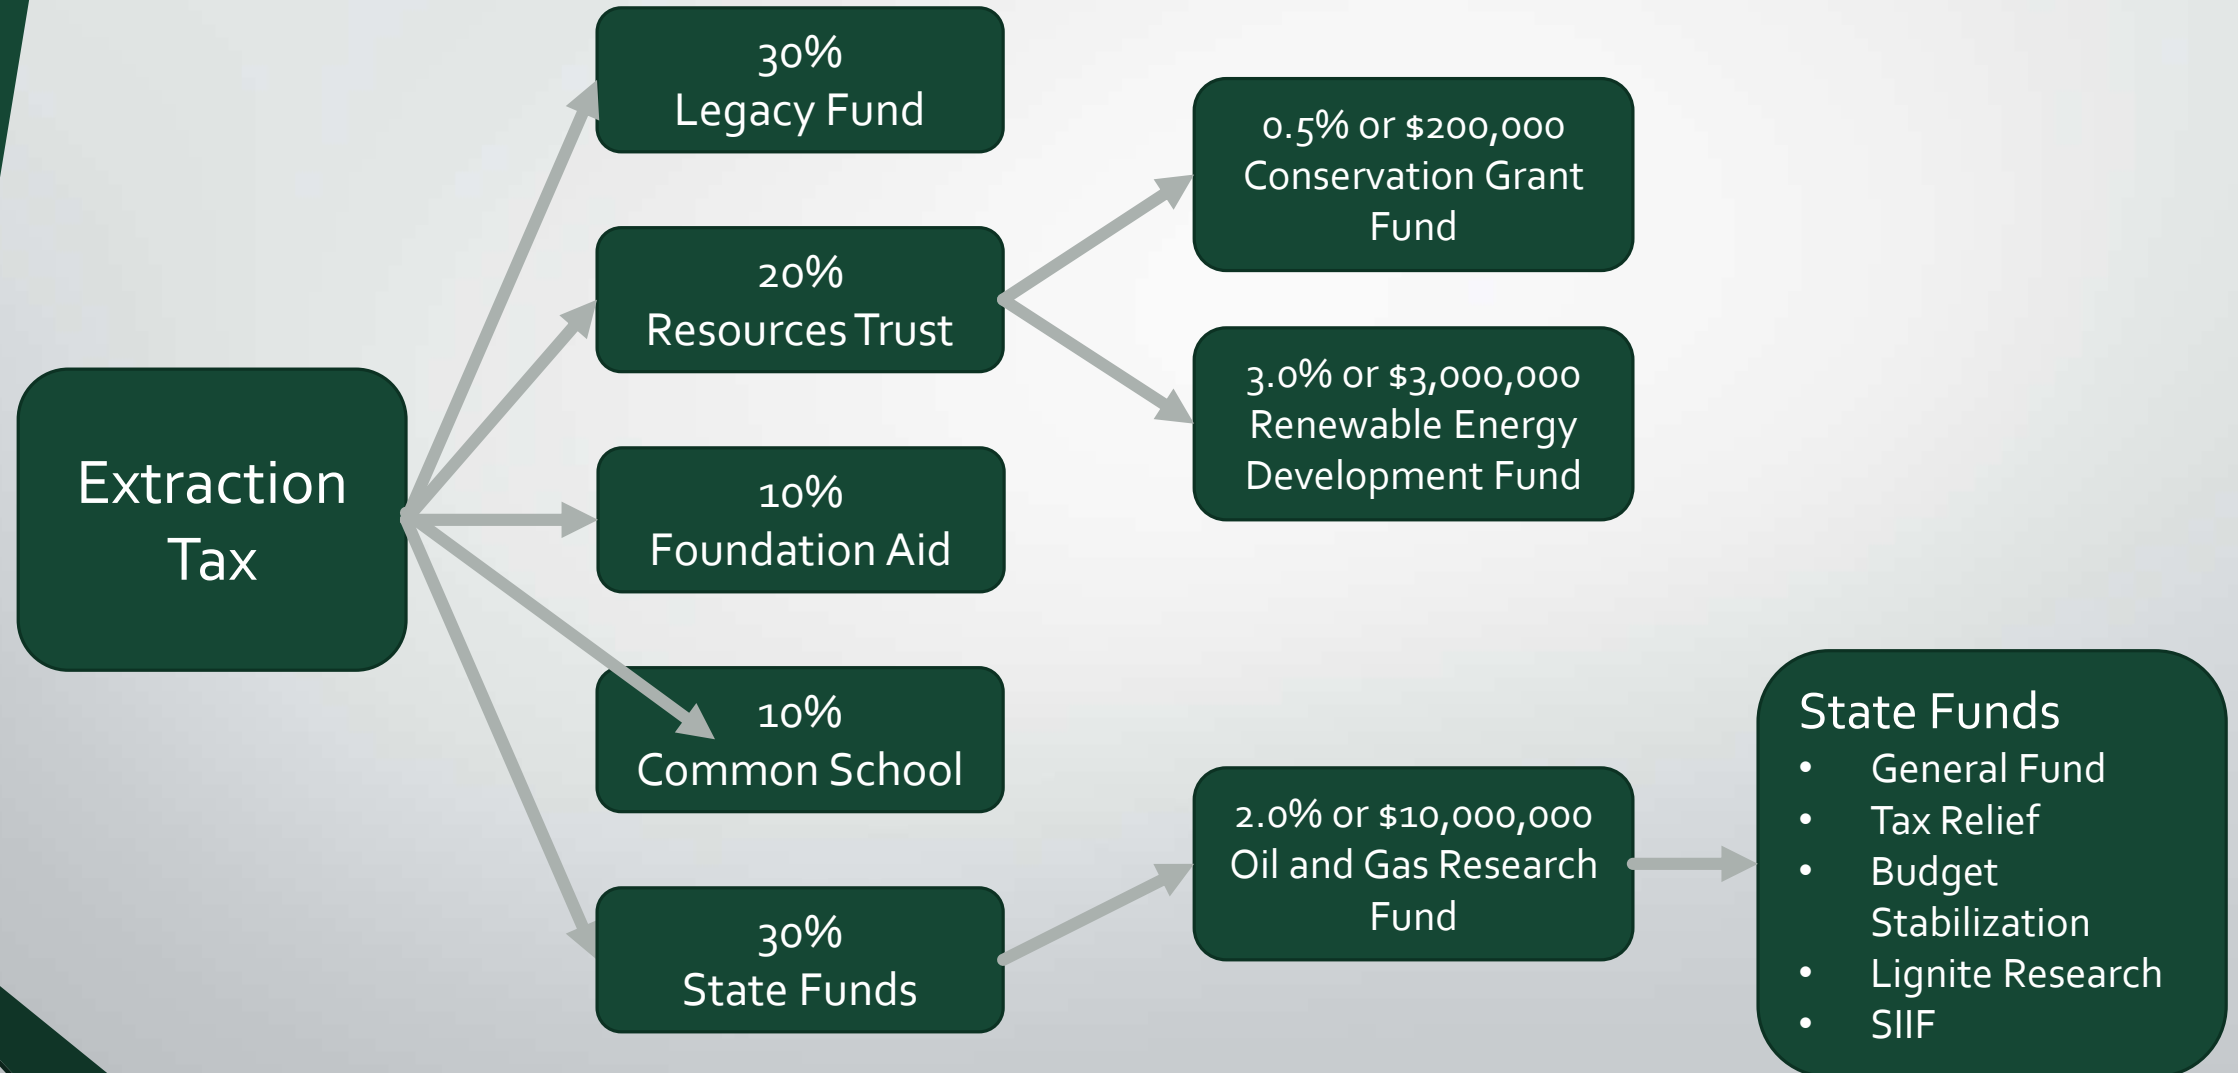 30%
Legacy Fund
0.5% or $200,000
Conservation Grant
Fund
20%
Resources Trust
3.0% or $3,000,000
Renewable Energy
Development Fund
Extraction
Tax
10%
Foundation Aid
10%
Common School
2.0% or $10,000,000
Oil and Gas Research
Fund
30%
State Funds
State Funds
• General Fund
• Tax Relief
• Budget
Stabilization
• Lignite Research
• SIIF